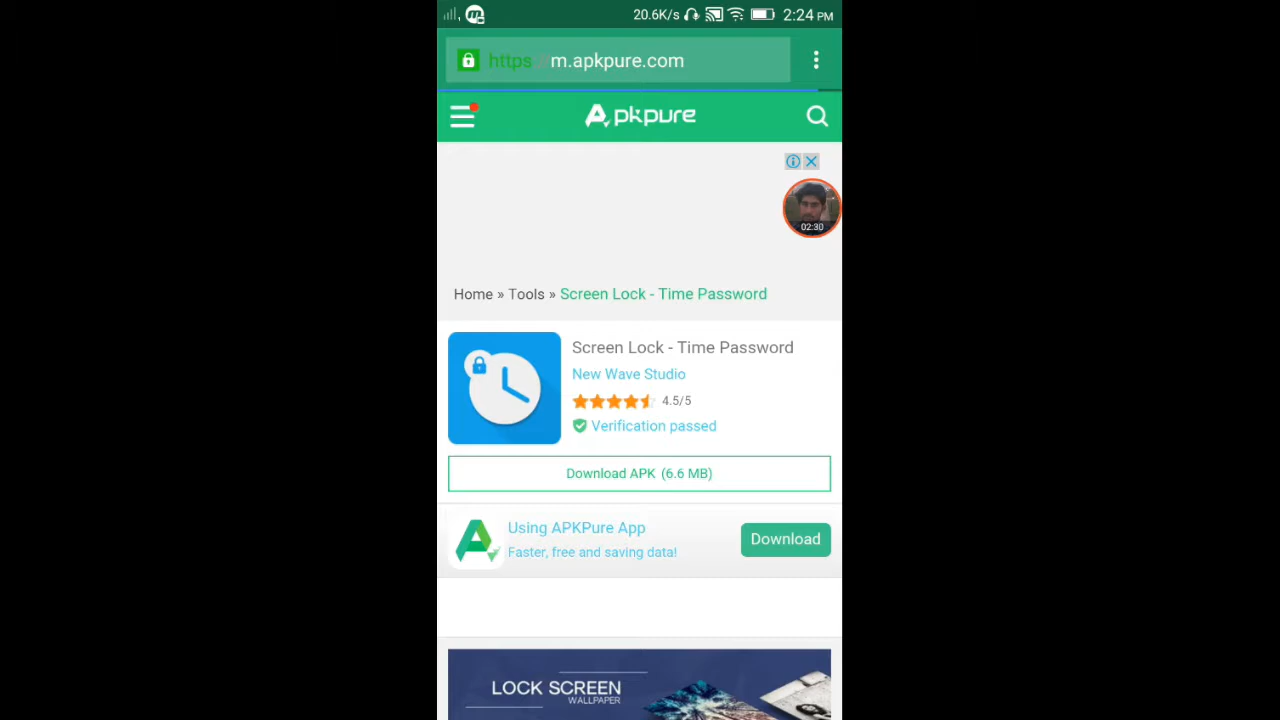 20.6K/s 2:24 PM
https://m.apkpure.com
Apkpure
02:30
Home » Tools » Screen Lock - Time Password
Screen Lock - Time Password
New Wave Studio
4.5/5
Verification passed
Download APK (6.6 MB)
Using APKPure App
Faster, free and saving data!
Download
LOCK SCREEN
WALLPAPER